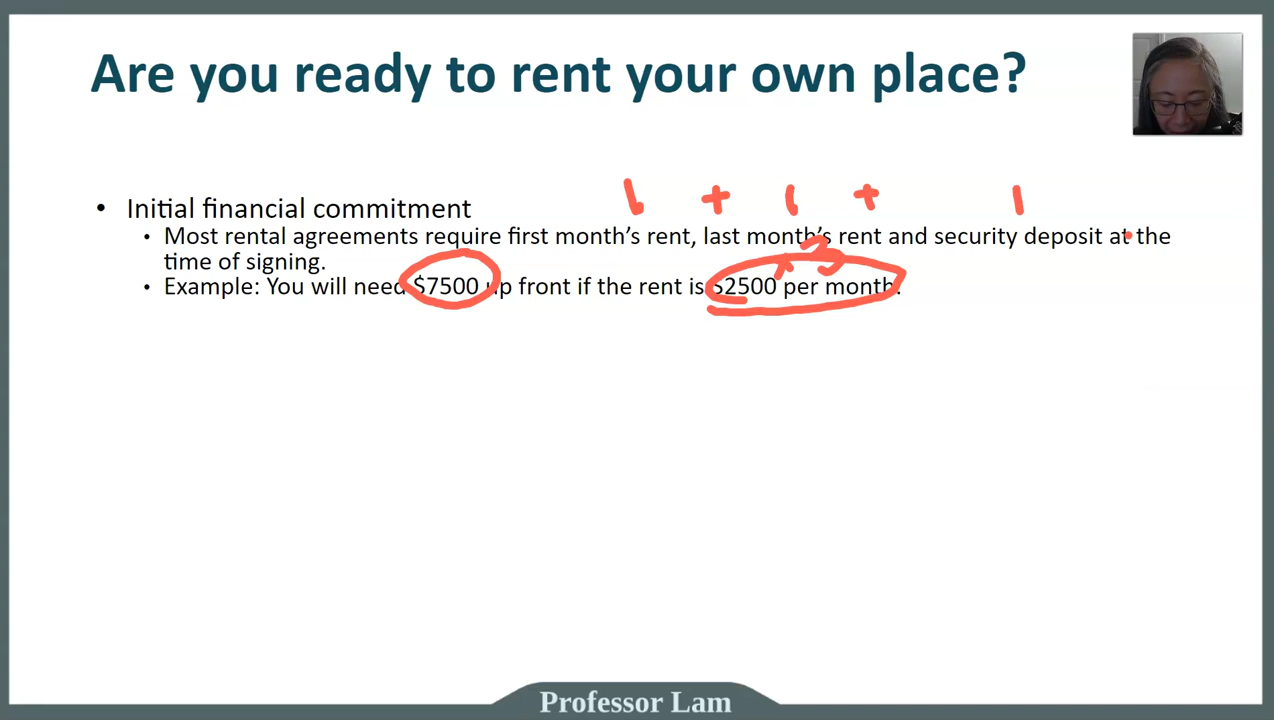 Are you ready to rent your own place?
1 + 1 + 1
• Initial financial commitment
• Most rental agreements require first month's rent, last month's rent and security deposit at the
time of signing.
× 3
• Example: You will need $7500 up front if the rent is $2500 per month.
Professor Lam